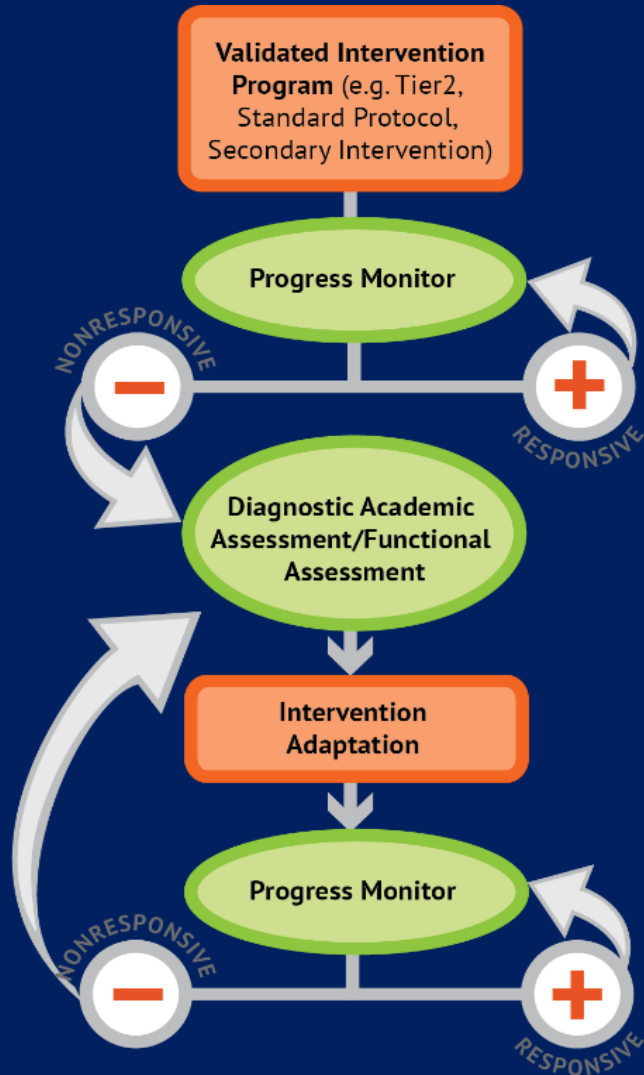 Validated Intervention
Program (e.g. Tier2,
Standard Protocol,
Secondary Intervention)
Progress Monitor
NONRESPONSIVE
RESPONSIVE
Diagnostic Academic
Assessment/Functional
Assessment
Intervention
Adaptation
Progress Monitor
NONRESPONSIVE
RESPONSIVE